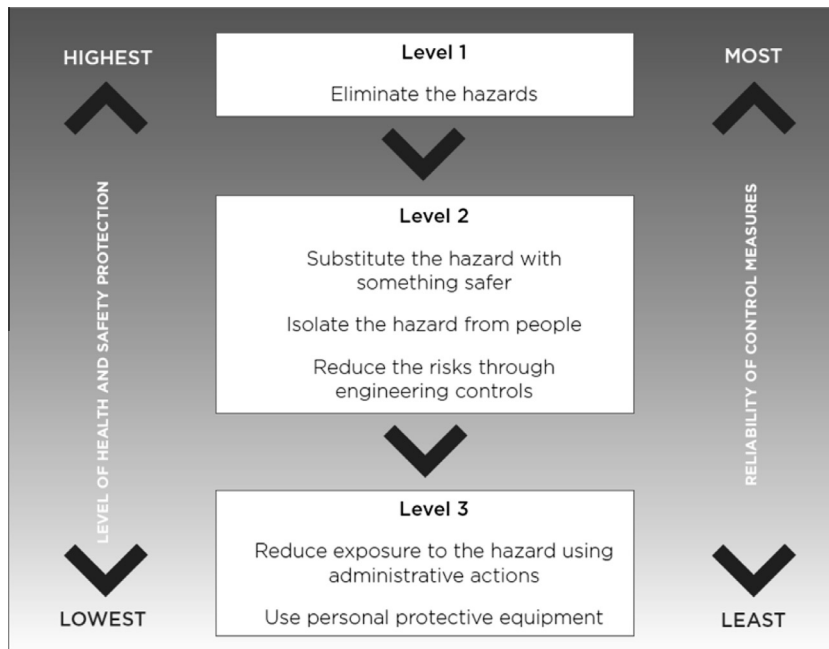 HIGHEST
Level 1
MOST
Eliminate the hazards
Level 2
Substitute the hazard with
something safer
Isolate the hazard from people
Reduce the risks through
engineering controls
LEVEL OF HEALTH AND SAFETY PROTECTION
RELIABILITY OF CONTROL MEASURES
Level 3
Reduce exposure to the hazard using
administrative actions
Use personal protective equipment
LOWEST
LEAST